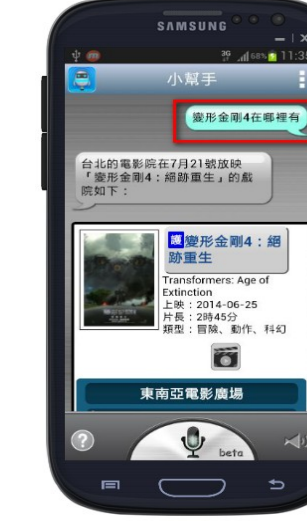 SAMSUNG
3G 68% 11:35
小幫手
變形金剛4在哪裡有
台北的電影院在7月21號放映
「變形金剛4：絕跡重生」的戲
院如下：
護 變形金剛4：絕
跡重生
Transformers: Age of
Extinction
上映：2014-06-25
片長：2時45分
類型：冒險、動作、科幻
東南亞電影廣場
?
beta